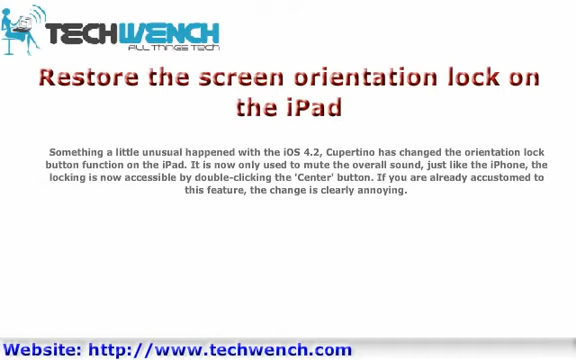 TECHWENCH
ALL THINGS TECH
Restore the screen orientation lock on
the iPad
Something a little unusual happened with the iOS 4.2, Cupertino has changed the orientation lock
button function on the iPad. It is now only used to mute the overall sound, just like the iPhone, the
locking is now accessible by double-clicking the 'Center' button. If you are already accustomed to
this feature, the change is clearly annoying.
Website: http://www.techwench.com